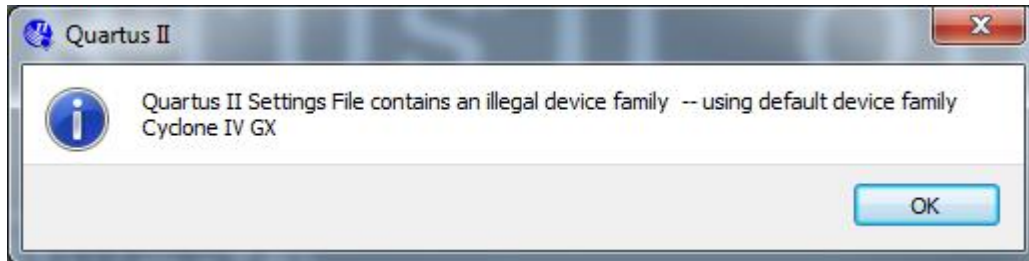 Quartus II
Quartus II Settings File contains an illegal device family -- using default device family
Cyclone IV GX
OK